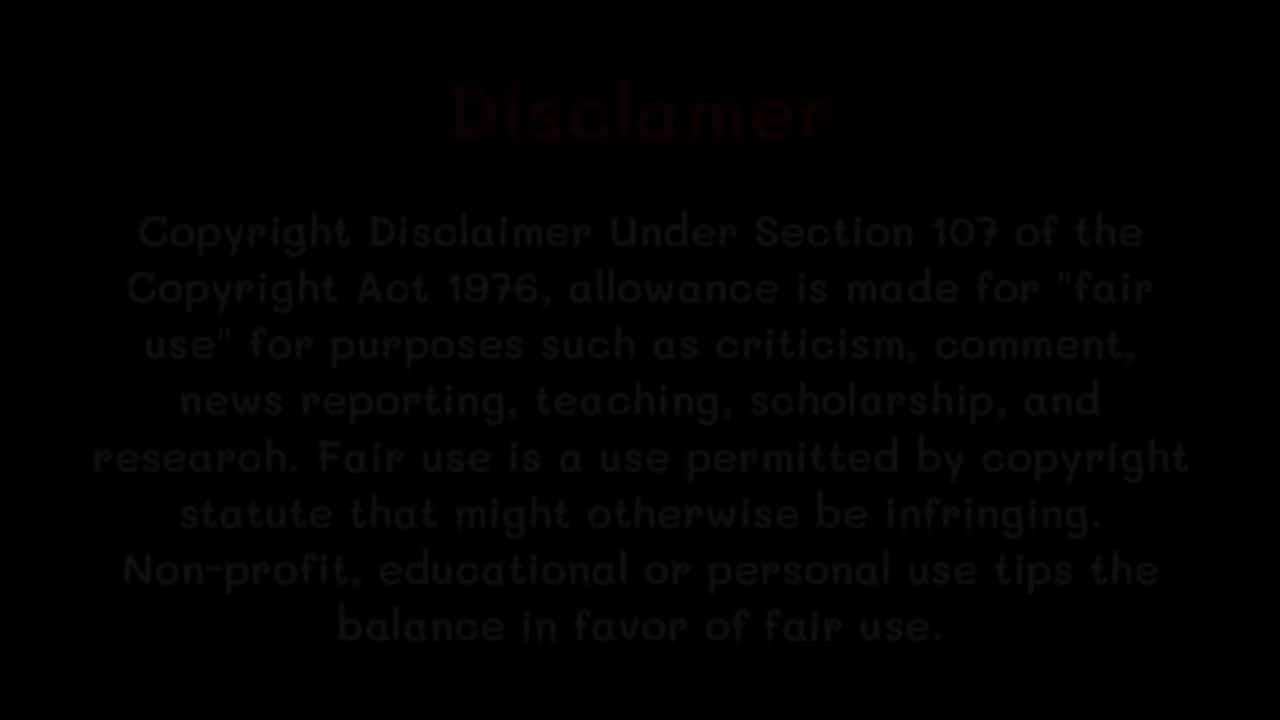 Disclamer
Copyright Disclaimer Under Section 107 of the
Copyright Act 1976, allowance is made for "fair
use" for purposes such as criticism, comment,
news reporting, teaching, scholarship, and
research. Fair use is a use permitted by copyright
statute that might otherwise be infringing.
Non-profit, educational or personal use tips the
balance in favor of fair use.